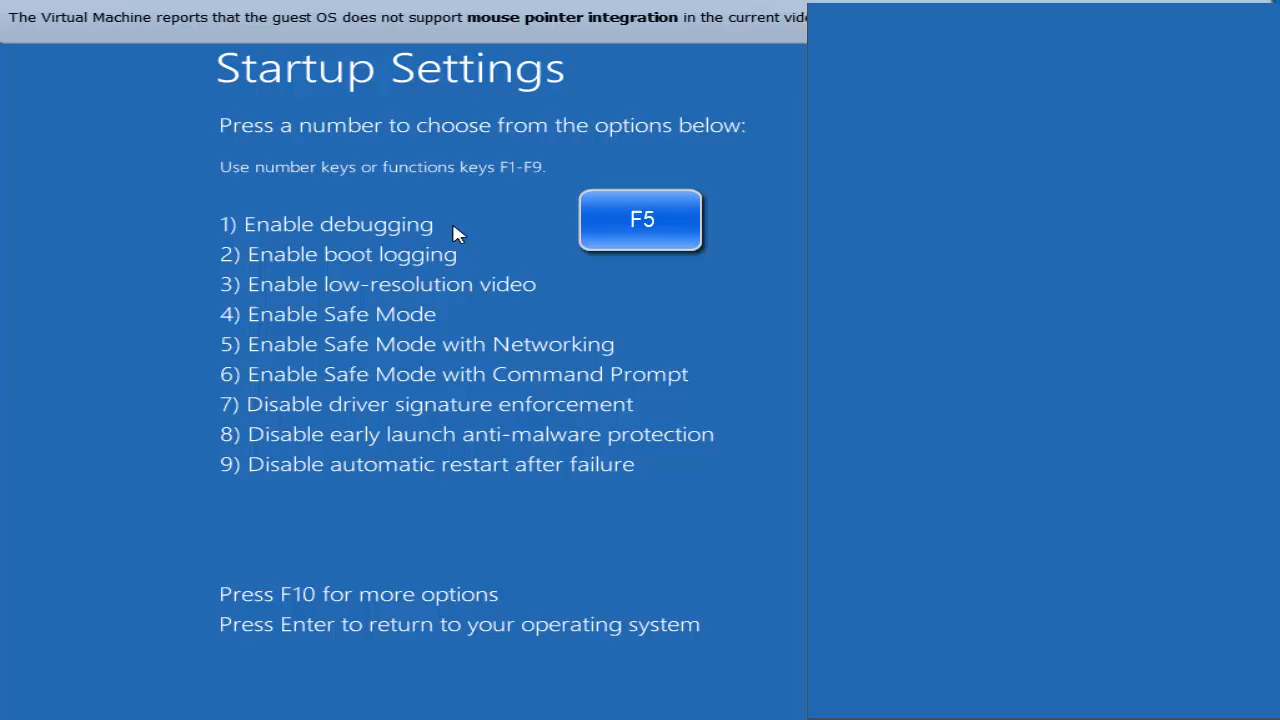 The Virtual Machine reports that the guest OS does not support mouse pointer integration in the current
Startup Settings
Press a number to choose from the options below:
Use number keys or functions keys F1-F9.
F5
1) Enable debugging
2) Enable boot logging
3) Enable low-resolution video
4) Enable Safe Mode
5) Enable Safe Mode with Networking
6) Enable Safe Mode with Command Prompt
7) Disable driver signature enforcement
8) Disable early launch anti-malware protection
9) Disable automatic restart after failure
Press F10 for more options
Press Enter to return to your operating system